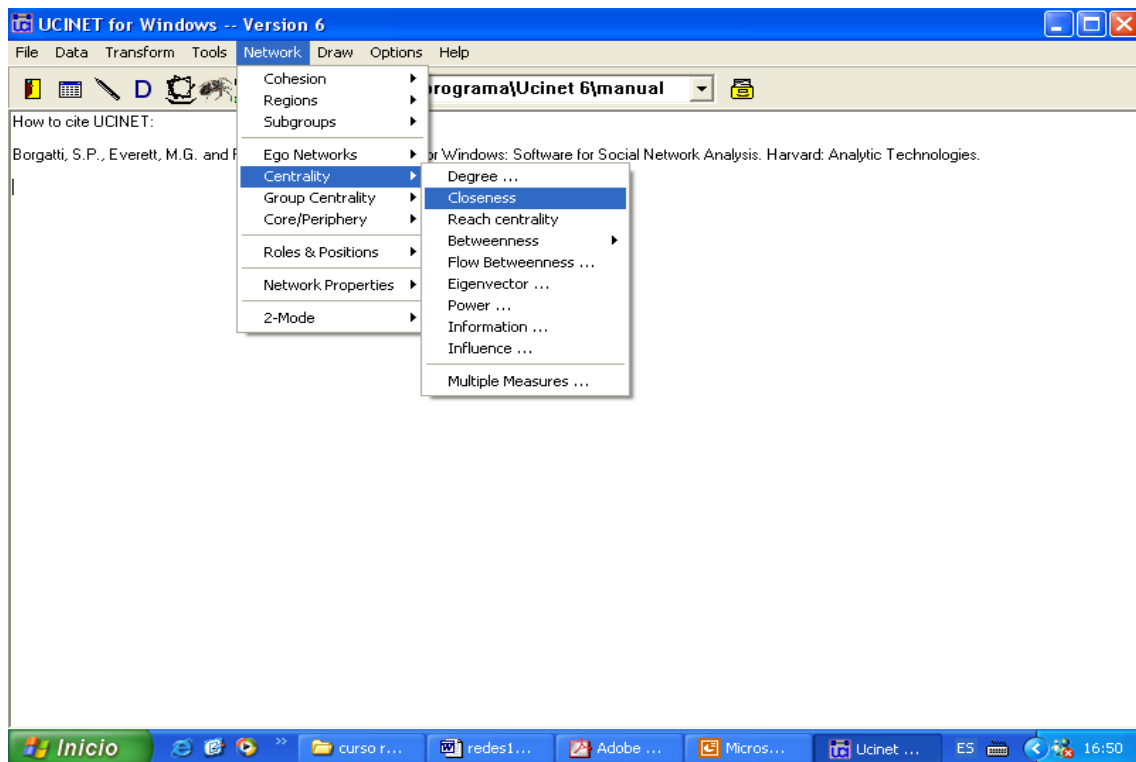 UCINET for Windows -- Version 6
File Data Transform Tools Network Draw Options Help
D rograma\Ucinet 6\manual
How to cite UCINET:
Borgatti, S.P., Everett, M.G. and F or Windows: Software for Social Network Analysis. Harvard: Analytic Technologies.
Cohesion
Regions
Subgroups
Ego Networks
Centrality
Group Centrality
Core/Periphery
Roles & Positions
Network Properties
2-Mode
Degree ...
Closeness
Reach centrality
Betweenness
Flow Betweenness ...
Eigenvector ...
Power ...
Information ...
Influence ...
Multiple Measures ...
Inicio curso r... redes1... Adobe ... Micros... Ucinet ... ES 16:50